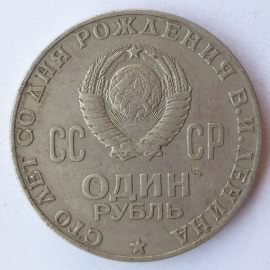 СТО ЛЕТ СО ДНЯ РОЖДЕНИЯ В.И.ЛЕНИНА
СС СР
ОДИН
РУБЛЬ